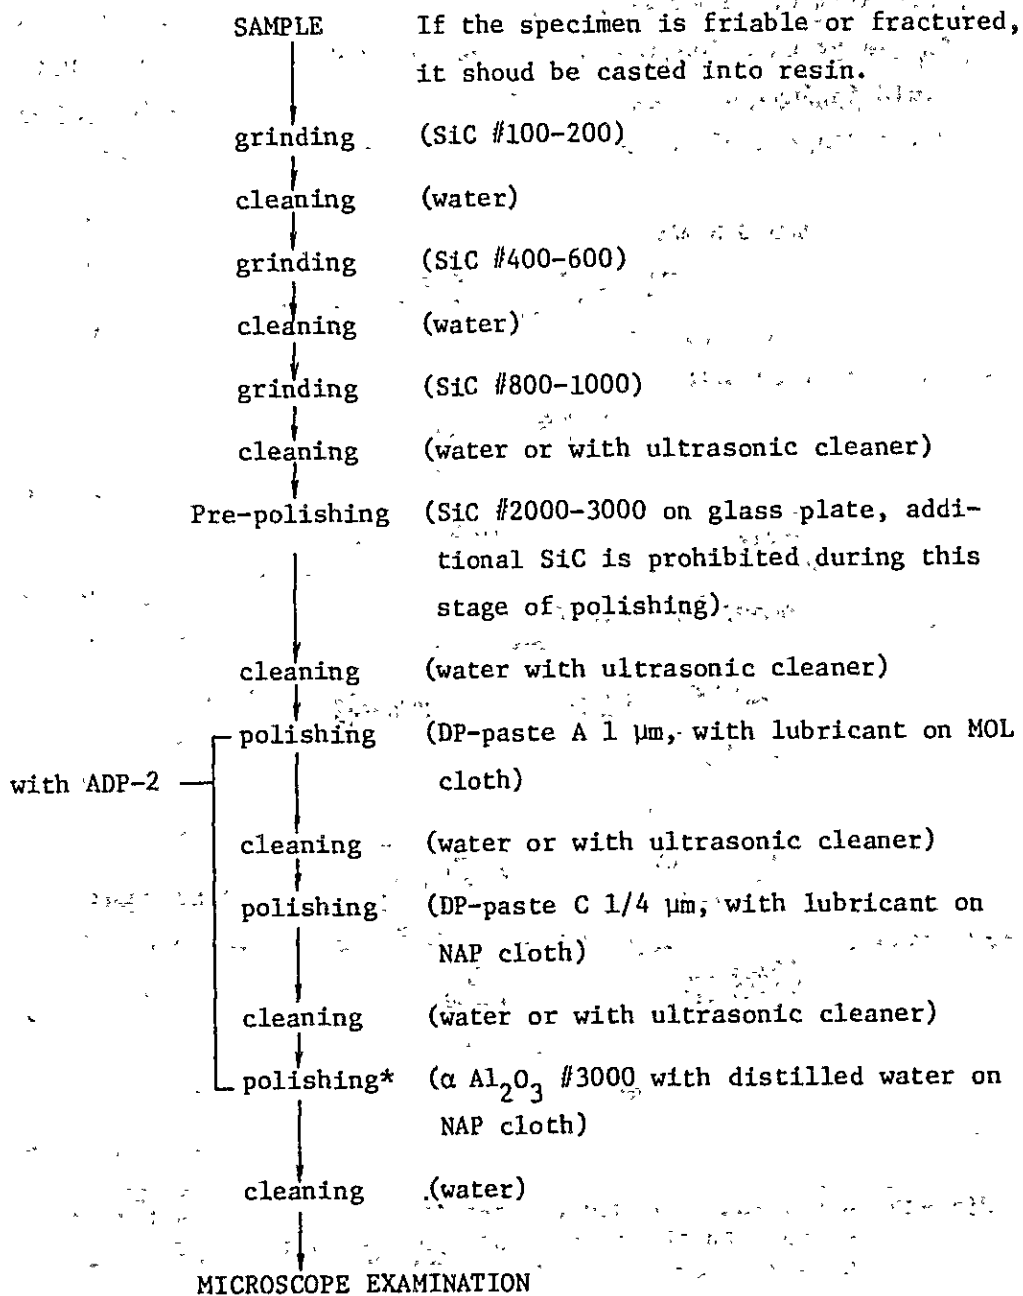 SAMPLE If the specimen is friable or fractured,
it shoud be casted into resin.
grinding (SiC #100-200)
cleaning (water)
grinding (SiC #400-600)
cleaning (water)
grinding (SiC #800-1000)
cleaning (water or with ultrasonic cleaner)
Pre-polishing (SiC #2000-3000 on glass plate, addi-
tional SiC is prohibited during this
stage of polishing)
cleaning (water with ultrasonic cleaner)
polishing (DP-paste A 1 μm, with lubricant on MOL
with ADP-2 cloth)
cleaning (water or with ultrasonic cleaner)
polishing (DP-paste C 1/4 μm, with lubricant on
NAP cloth)
cleaning (water or with ultrasonic cleaner)
polishing* (α Al₂O₃ #3000 with distilled water on
NAP cloth)
cleaning (water)
MICROSCOPE EXAMINATION